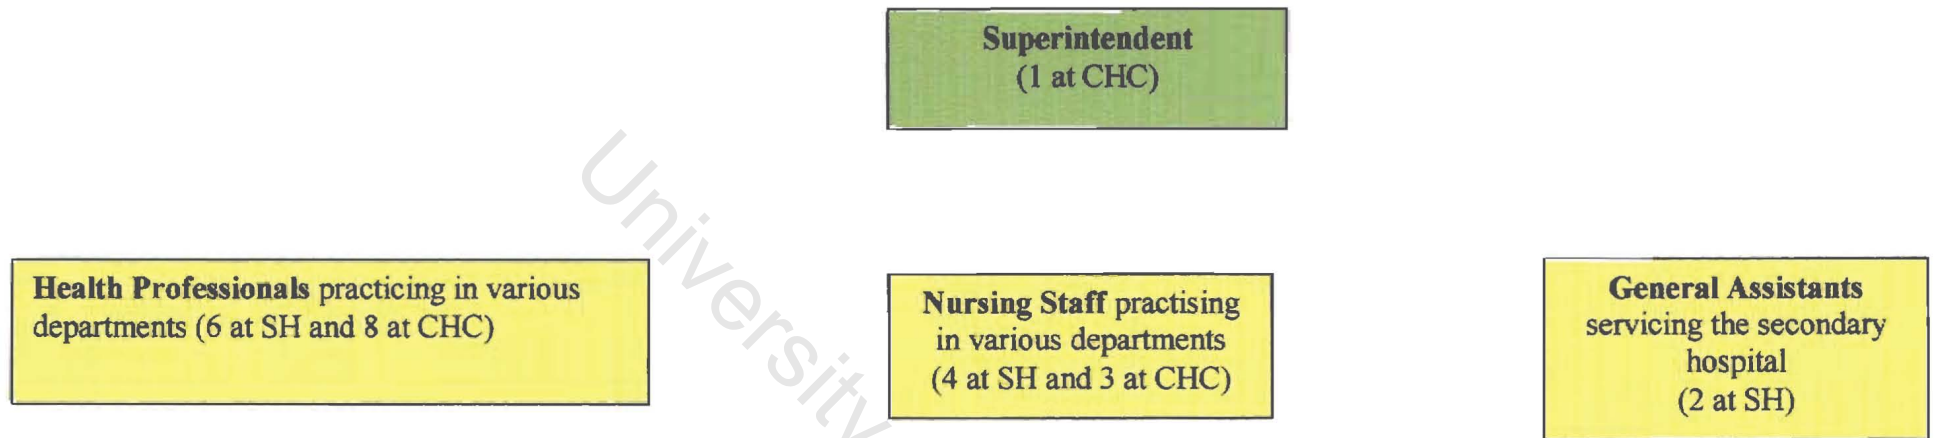 Superintendent
(1 at CHC)
University
Health Professionals practicing in various
departments (6 at SH and 8 at CHC)
Nursing Staff practising
in various departments
(4 at SH and 3 at CHC)
General Assistants
servicing the secondary
hospital
(2 at SH)